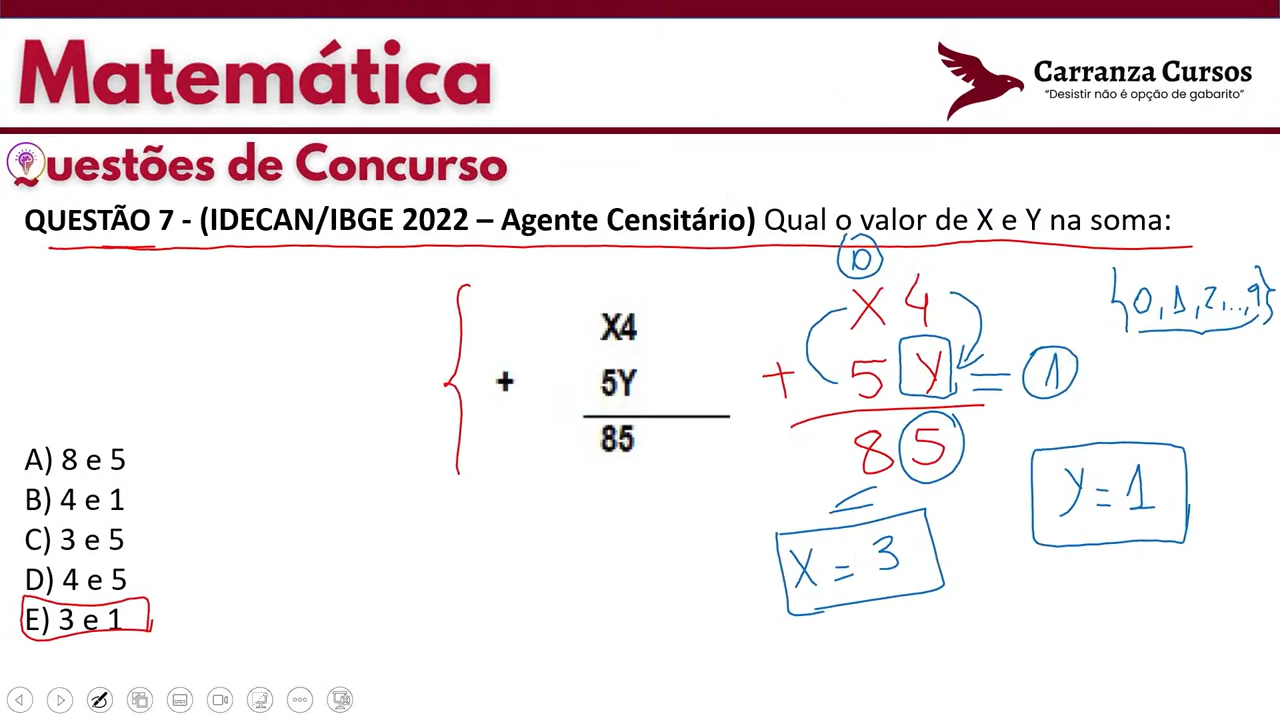 Matemática
Carranza Cursos
“Desistir não é opção de gabarito”
Questões de Concurso
QUESTÃO 7 - (IDECAN/IBGE 2022 – Agente Censitário) Qual o valor de X e Y na soma:
X4
+ 5Y
85
X 4
+ 5 Y = 1
8 5
{0, 1, 2, ..., 9}
Y = 1
X = 3
A) 8 e 5
B) 4 e 1
C) 3 e 5
D) 4 e 5
E) 3 e 1